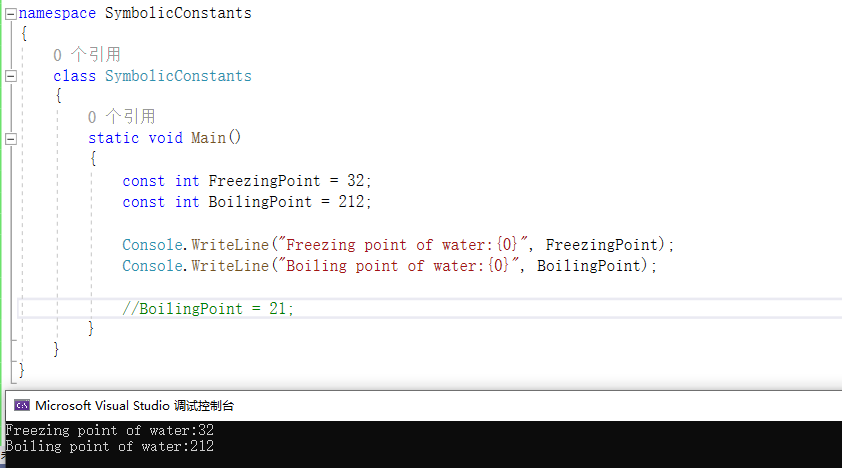 namespace SymbolicConstants
{
0 个引用
class SymbolicConstants
{
0 个引用
static void Main()
{
const int FreezingPoint = 32;
const int BoilingPoint = 212;
Console.WriteLine("Freezing point of water:{0}", FreezingPoint);
Console.WriteLine("Boiling point of water:{0}", BoilingPoint);
//BoilingPoint = 21;
}
}
}
Microsoft Visual Studio 调试控制台
Freezing point of water:32
Boiling point of water:212